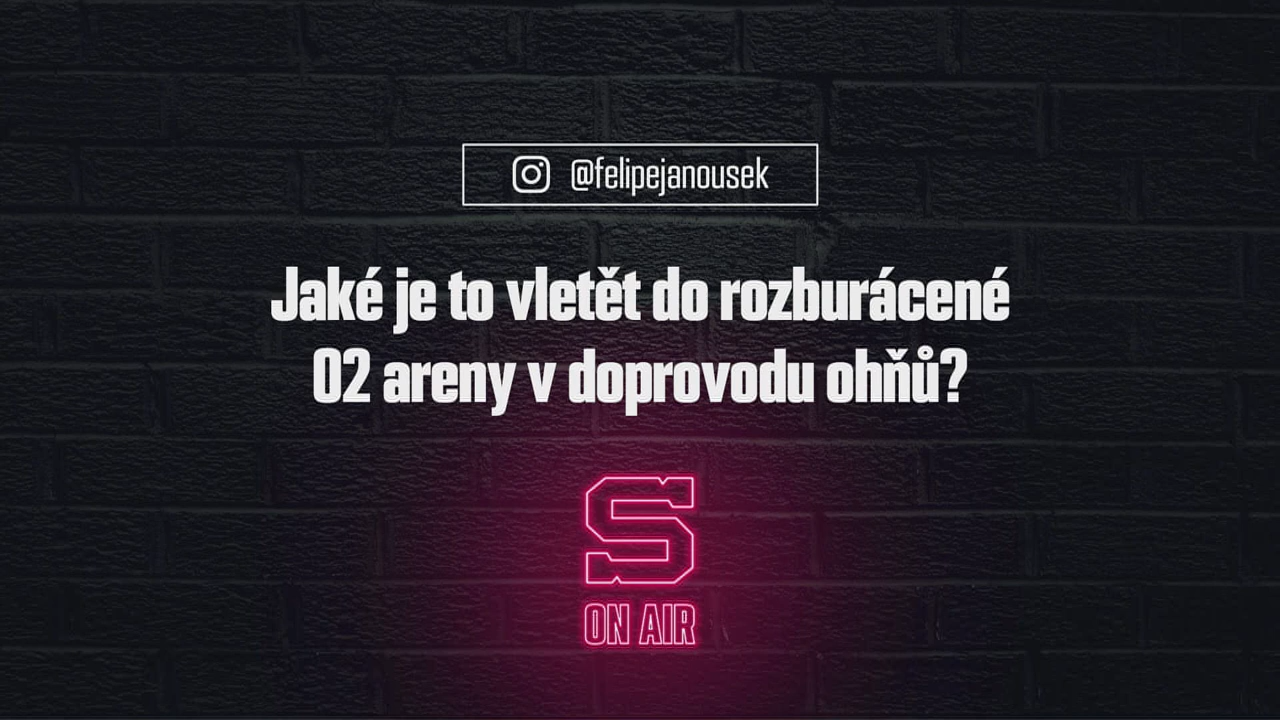 @felipejanousek
Jaké je to vletět do rozburácené
O2 areny v doprovodu ohňů?
S
ON AIR